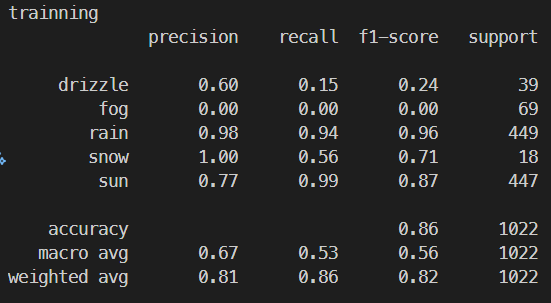 trainning
precision recall f1-score support
drizzle 0.60 0.15 0.24 39
fog 0.00 0.00 0.00 69
rain 0.98 0.94 0.96 449
snow 1.00 0.56 0.71 18
sun 0.77 0.99 0.87 447
accuracy 0.86 1022
macro avg 0.67 0.53 0.56 1022
weighted avg 0.81 0.86 0.82 1022